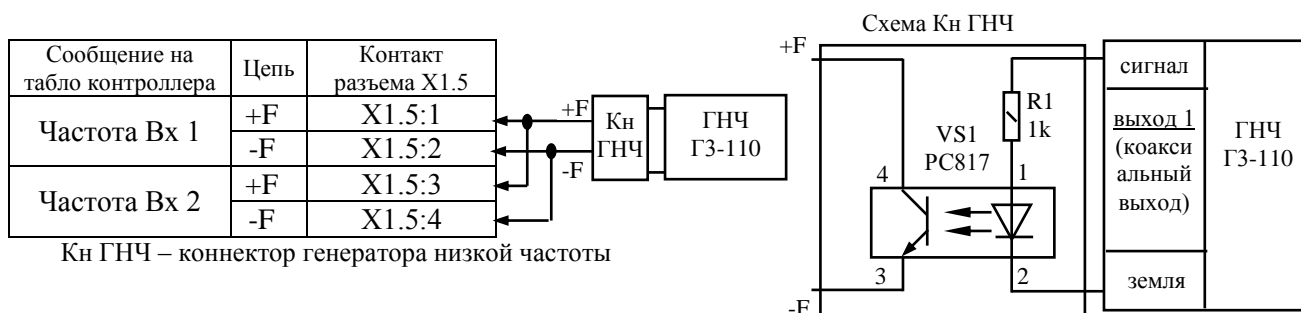 Схема Кн ГНЧ
Сообщение на
табло контроллера
Цепь
Контакт
разъема X1.5
Частота Вх 1
+F
X1.5:1
-F
X1.5:2
Частота Вх 2
+F
X1.5:3
-F
X1.5:4
+F
-F
Кн
ГНЧ
ГНЧ
Г3-110
Кн ГНЧ – коннектор генератора низкой частоты
+F
-F
VS1
PC817
R1
1k
4
1
3
2
сигнал
выход 1
(коакси
альный
выход)
земля
ГНЧ
Г3-110